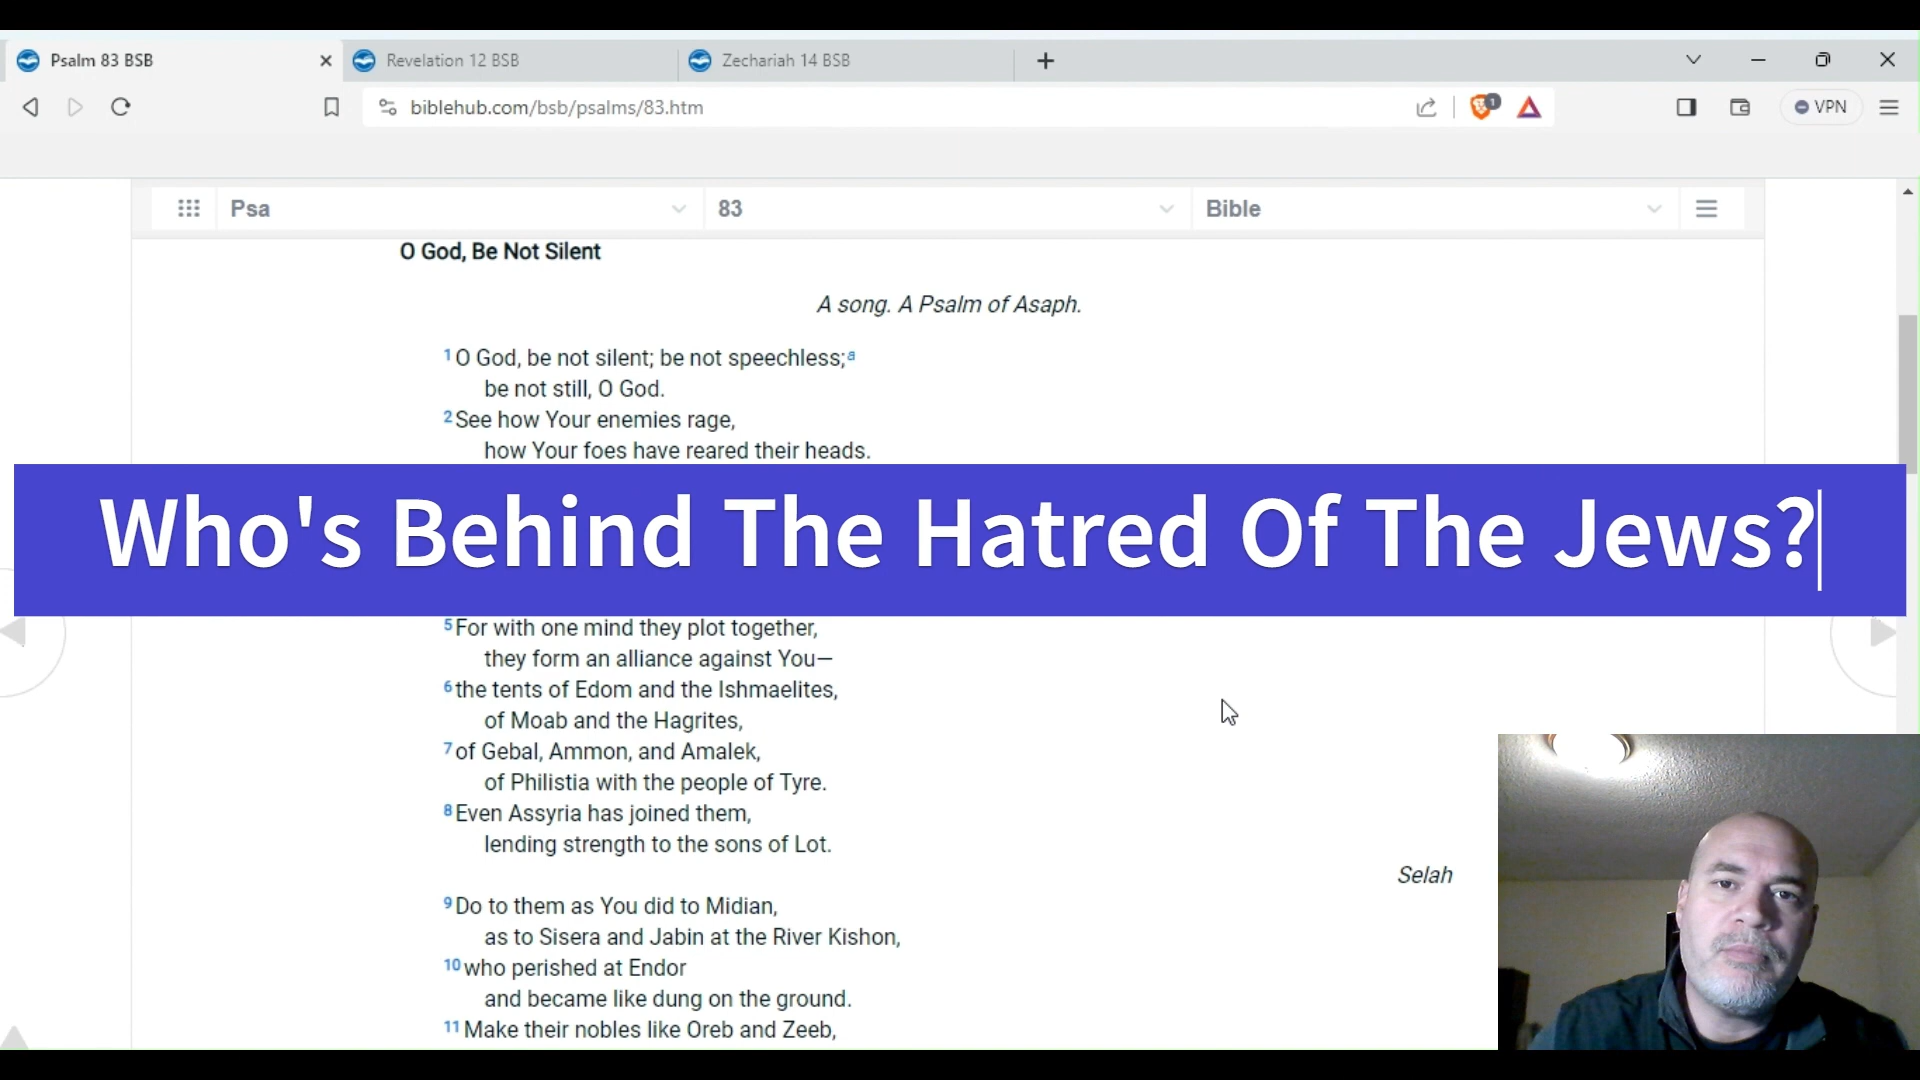 Psalm 83 BSB
Revelation 12 BSB
Zechariah 14 BSB
biblehub.com/bsb/psalms/83.htm
1
VPN
Psa
83
Bible
O God, Be Not Silent
A song. A Psalm of Asaph.
1 O God, be not silent; be not speechless;a
be not still, O God.
2 See how Your enemies rage,
how Your foes have reared their heads.
Who's Behind The Hatred Of The Jews?
5 For with one mind they plot together,
they form an alliance against You—
6 the tents of Edom and the Ishmaelites,
of Moab and the Hagrites,
7 of Gebal, Ammon, and Amalek,
of Philistia with the people of Tyre.
8 Even Assyria has joined them,
lending strength to the sons of Lot.
Selah
9 Do to them as You did to Midian,
as to Sisera and Jabin at the River Kishon,
10 who perished at Endor
and became like dung on the ground.
11 Make their nobles like Oreb and Zeeb,